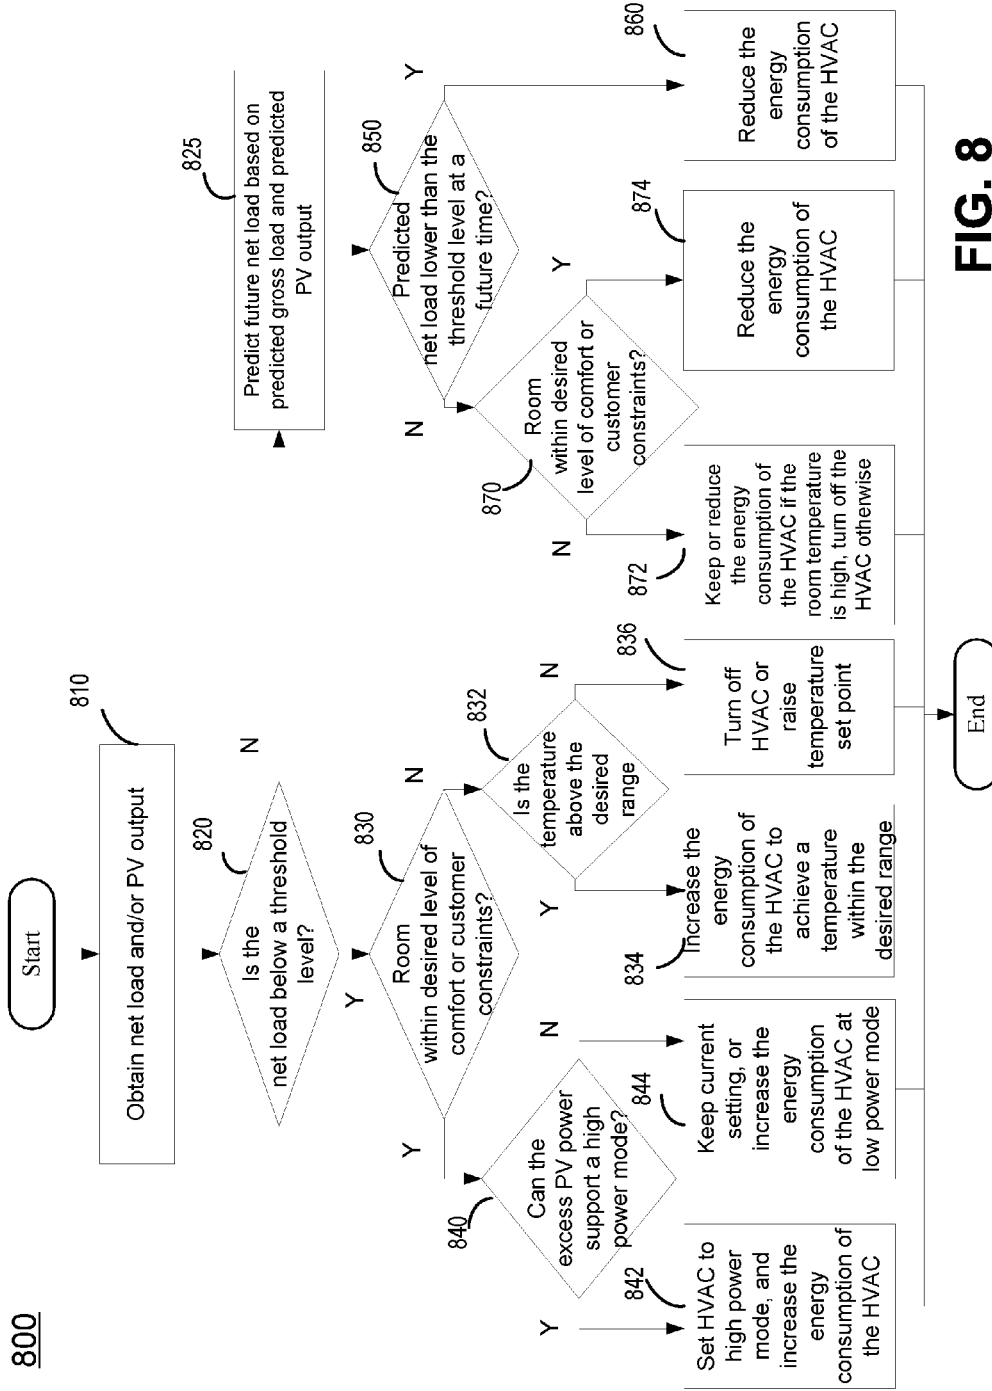 800
Start
810
Obtain net load and/or PV output
820
Is the
net load below a threshold
level?
N
Y
825
Predict future net load based on
predicted gross load and predicted
PV output
830
Room
within desired level of
comfort or customer
constraints?
Y
N
850
Predicted
net load lower than the
threshold level at a
future time?
N
Y
840
Can the
excess PV power
support a high
power mode?
Y
N
832
Is the
temperature
above the
desired
range
Y
N
870
Room
within desired
level of comfort or
customer
constraints?
N
Y
842
Set HVAC to
high power
mode, and
increase the
energy
consumption of
the HVAC
844
Keep current
setting, or
increase the
energy
consumption
of the HVAC at
low power mode
834
Increase the
energy
consumption of
the HVAC to
achieve a
temperature
within the
desired range
836
Turn off
HVAC or
raise
temperature
set point
872
Keep or reduce
the energy
consumption of
the HVAC if the
room temperature
is high, turn off the
HVAC otherwise
874
Reduce the
energy
consumption of
the HVAC
860
Reduce the
energy
consumption
of the HVAC
End
FIG. 8